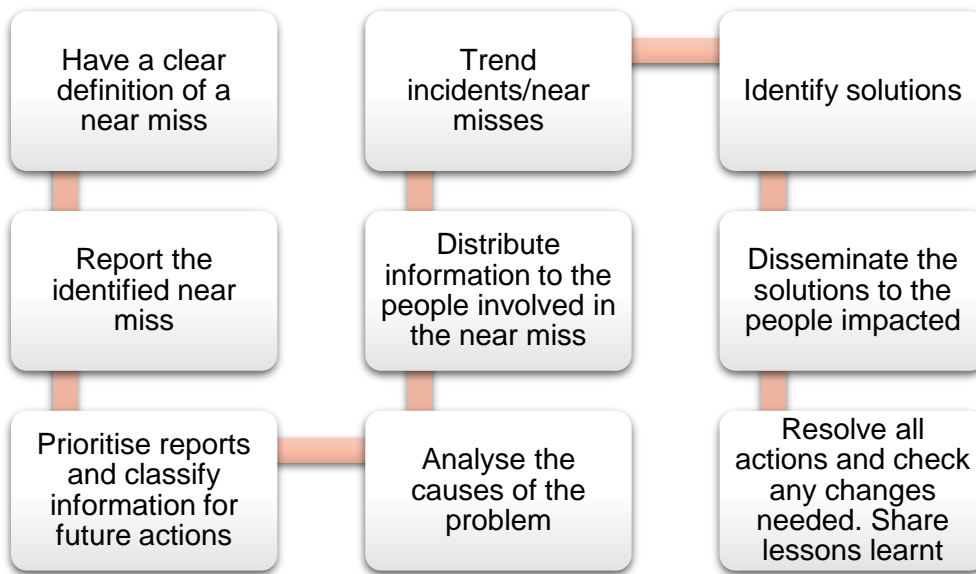 Have a clear
definition of a
near miss
Report the
identified near
miss
Prioritise reports
and classify
information for
future actions
Analyse the
causes of the
problem
Distribute
information to the
people involved in
the near miss
Trend
incidents/near
misses
Identify solutions
Disseminate the
solutions to the
people impacted
Resolve all
actions and check
any changes
needed. Share
lessons learnt